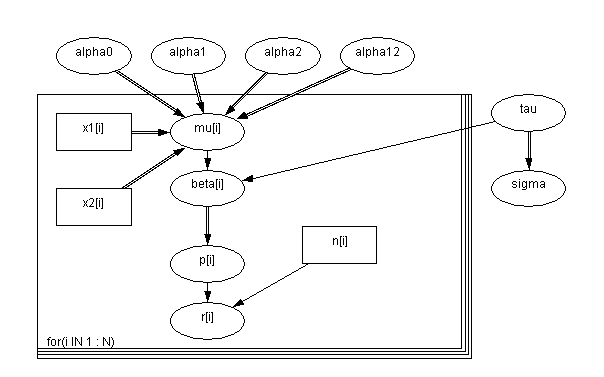 alpha0
alpha1
alpha2
alpha12
tau
x1[i]
mu[i]
beta[i]
sigma
x2[i]
n[i]
p[i]
r[i]
for(i IN 1 : N)